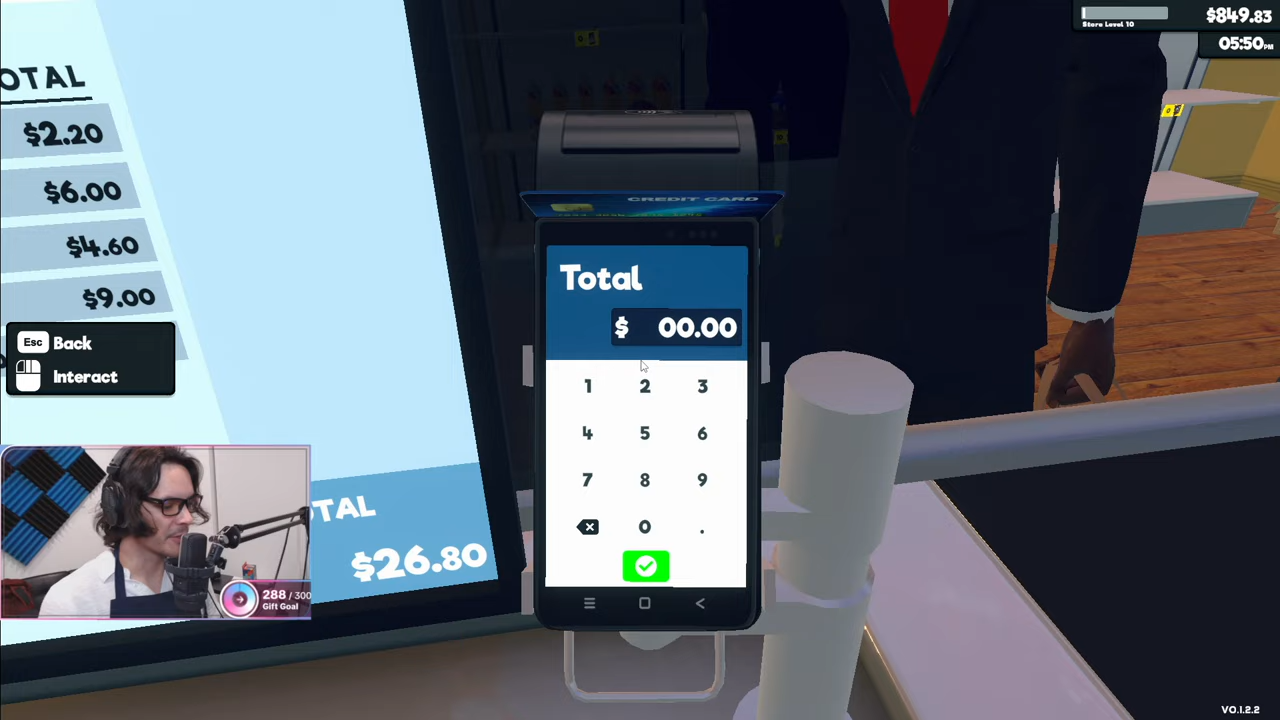 $849.83
Store Level 10
05:50PM
OTAL
$2.20
$6.00
$4.60
$9.00
Esc Back
Interact
TAL
$26.80
CREDIT CARD
Total
$ 00.00
1 2 3
4 5 6
7 8 9
0 .
288 / 300
Gift Goal
V0.1.2.2